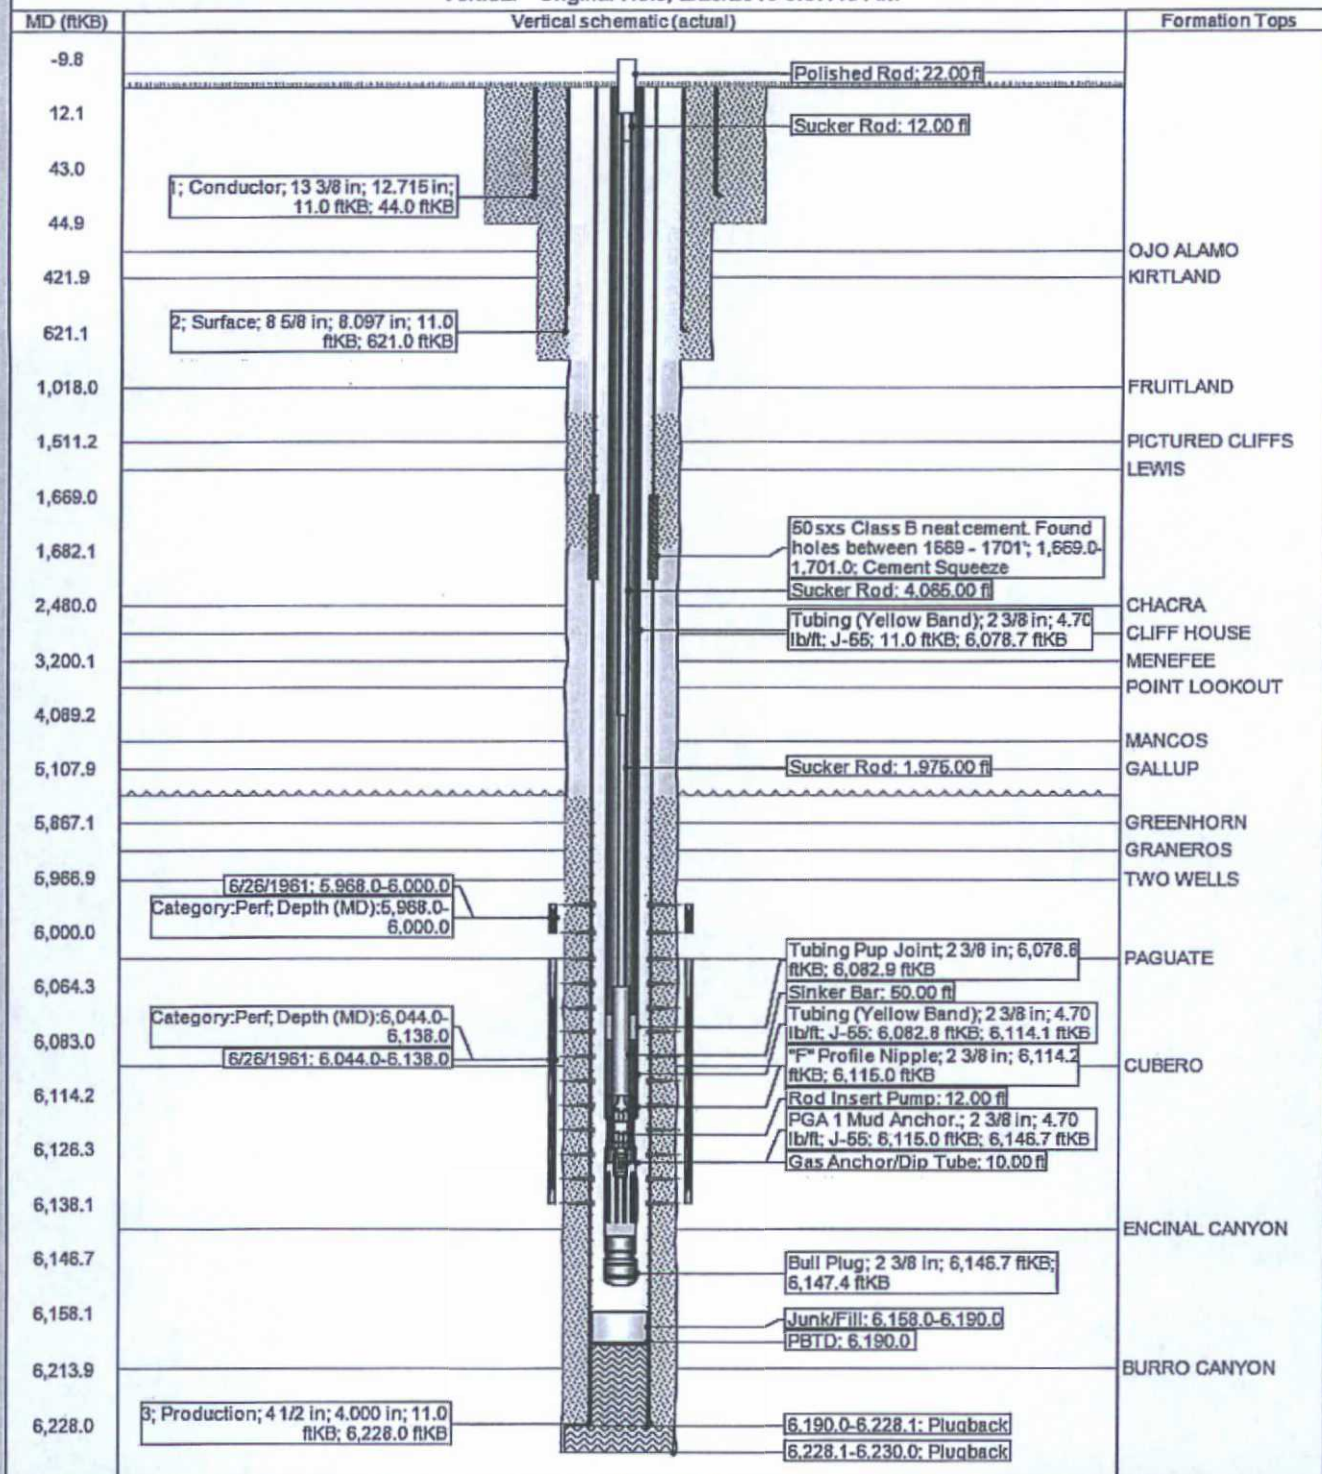 MD (ftKB)
Vertical schematic (actual)
Formation Tops
-9.8
Polished Rod; 22.00 ft
12.1
Sucker Rod; 12.00 ft
43.0
1; Conductor; 13 3/8 in; 12.715 in;
11.0 ftKB; 44.0 ftKB
44.9
OJO ALAMO
421.9
KIRTLAND
2; Surface; 8 5/8 in; 8.097 in; 11.0
ftKB; 621.0 ftKB
621.1
1,018.0
FRUITLAND
1,511.2
PICTURED CLIFFS
LEWIS
1,669.0
50 sxs Class B neat cement. Found
holes between 1669 - 1701'; 1,669.0-
1,701.0; Cement Squeeze
1,682.1
Sucker Rod; 4,065.00 ft
2,480.0
CHACRA
Tubing (Yellow Band); 2 3/8 in; 4.70
lb/ft; J-55; 11.0 ftKB; 6,078.7 ftKB
CLIFF HOUSE
3,200.1
MENEFEE
POINT LOOKOUT
4,089.2
MANCOS
5,107.9
Sucker Rod; 1,975.00 ft
GALLUP
5,867.1
GREENHORN
GRANEROS
5,966.9
TWO WELLS
6/26/1961; 5,968.0-6,000.0
Category:Perf; Depth (MD):5,968.0-
6,000.0
6,000.0
Tubing Pup Joint; 2 3/8 in; 6,078.8
ftKB; 6,082.9 ftKB
PAGUATE
6,064.3
Sinker Bar; 50.00 ft
Category:Perf; Depth (MD):6,044.0-
6,138.0
Tubing (Yellow Band); 2 3/8 in; 4.70
lb/ft; J-55; 6,082.8 ftKB; 6,114.1 ftKB
6,083.0
6/26/1961; 6,044.0-6,138.0
"F" Profile Nipple; 2 3/8 in; 6,114.2
ftKB; 6,115.0 ftKB
CUBERO
6,114.2
Rod Insert Pump; 12.00 ft
PGA 1 Mud Anchor.; 2 3/8 in; 4.70
lb/ft; J-55; 6,115.0 ftKB; 6,146.7 ftKB
6,126.3
Gas Anchor/Dip Tube; 10.00 ft
6,138.1
ENCINAL CANYON
6,146.7
Bull Plug; 2 3/8 in; 6,146.7 ftKB;
6,147.4 ftKB
6,158.1
Junk/Fill; 6,158.0-6,190.0
PBTD; 6,190.0
6,213.9
BURRO CANYON
3; Production; 4 1/2 in; 4.000 in; 11.0
ftKB; 6,228.0 ftKB
6,228.0
6,190.0-6,228.1; Plugback
6,228.1-6,230.0; Plugback